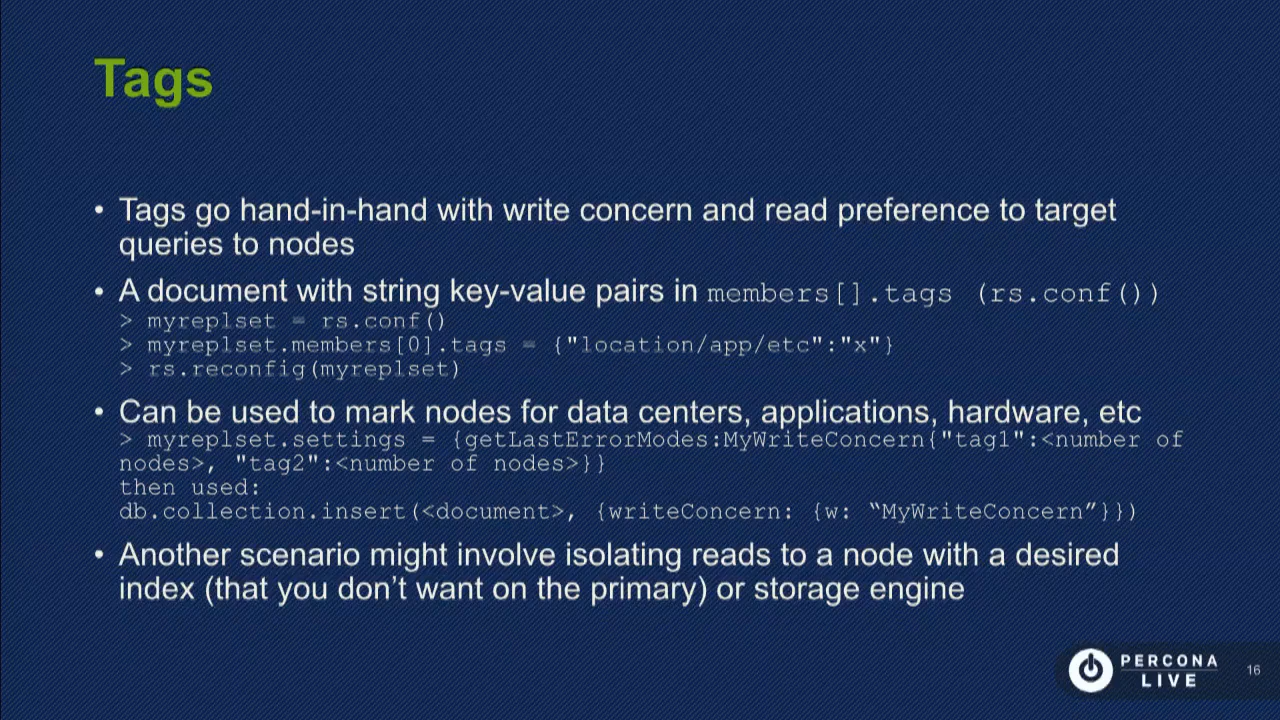 Tags
• Tags go hand-in-hand with write concern and read preference to target
queries to nodes
• A document with string key-value pairs in members[].tags (rs.conf())
> myreplset = rs.conf()
> myreplset.members[0].tags = {"location/app/etc":"x"}
> rs.reconfig(myreplset)
• Can be used to mark nodes for data centers, applications, hardware, etc
> myreplset.settings = {getLastErrorModes:MyWriteConcern{"tag1":<number of
nodes>, "tag2":<number of nodes>}}
then used:
db.collection.insert(<document>, {writeConcern: {w: “MyWriteConcern”}})
• Another scenario might involve isolating reads to a node with a desired
index (that you don’t want on the primary) or storage engine
PERCONA
LIVE
16